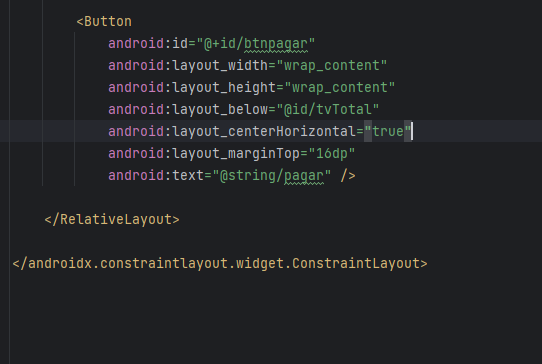 <Button
android:id="@+id/btnpagar"
android:layout_width="wrap_content"
android:layout_height="wrap_content"
android:layout_below="@id/tvTotal"
android:layout_centerHorizontal="true"
android:layout_marginTop="16dp"
android:text="@string/pagar" />
</RelativeLayout>
</androidx.constraintlayout.widget.ConstraintLayout>